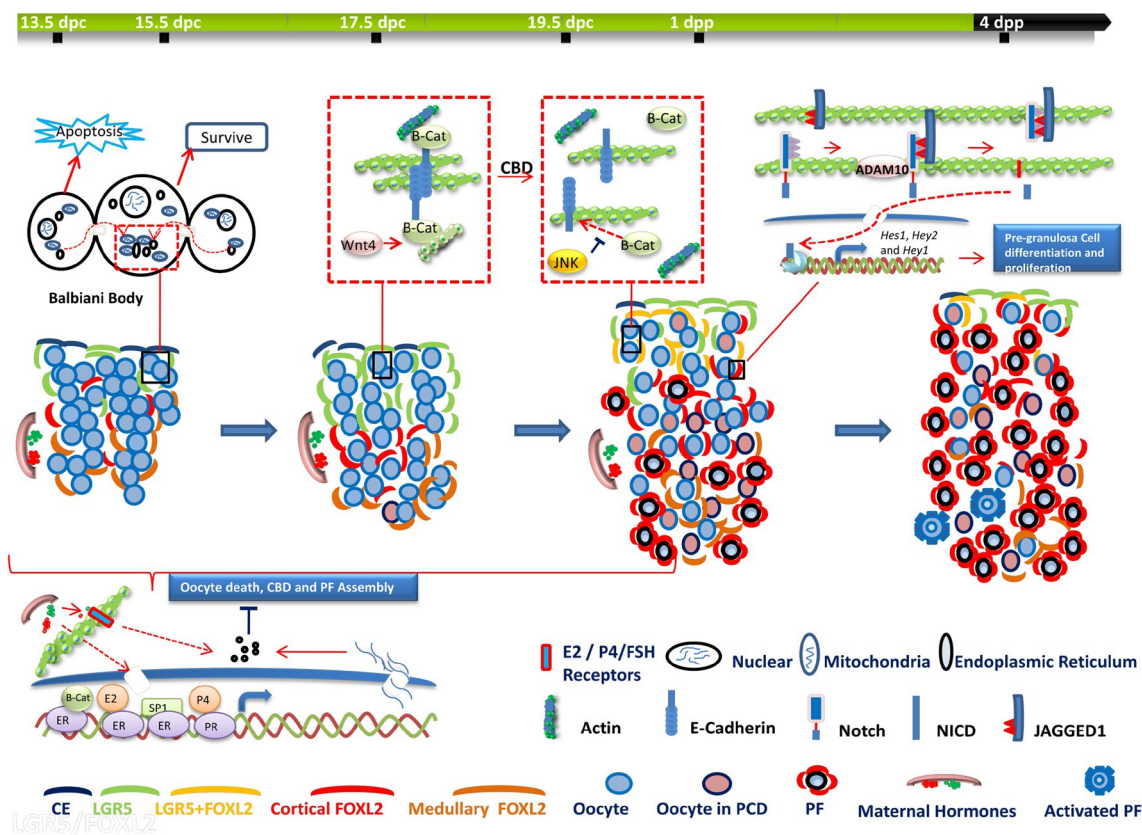 13.5 dpc 15.5 dpc 17.5 dpc 19.5 dpc 1 dpp 4 dpp
Apoptosis
Survive
Balbiani Body
B-Cat
B-Cat
Wnt4
CBD
B-Cat
B-Cat
JNK
ADAM10
Hes1, Hey2
and Hey1
Pre-granulosa Cell
differentiation and
proliferation
Oocyte death, CBD and PF Assembly
B-Cat E2 SP1 P4
ER ER ER PR
E2 / P4/FSH
Receptors
Nuclear
Mitochondria
Endoplasmic Reticulum
Actin
E-Cadherin
Notch
NICD
JAGGED1
CE
LGR5
LGR5+FOXL2
Cortical FOXL2
Medullary FOXL2
Oocyte
Oocyte in PCD
PF
Maternal Hormones
Activated PF
LGR5/FOXL2